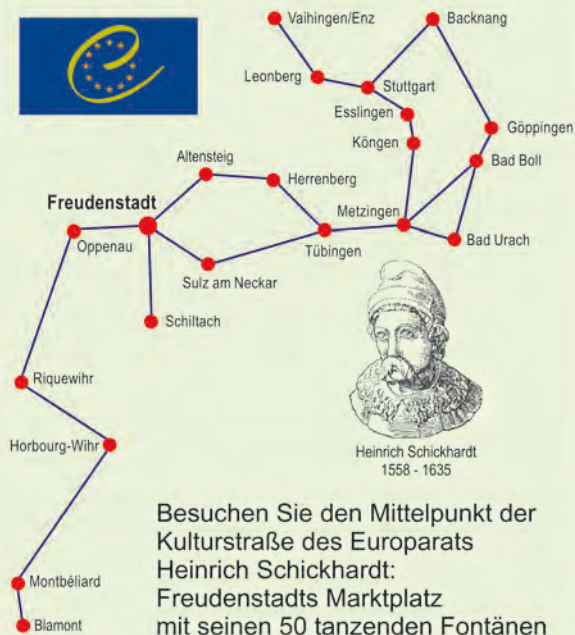 Vaihingen/Enz
Backnang
Leonberg
Stuttgart
Esslingen
Göppingen
Köngen
Bad Boll
Altensteig
Herrenberg
Freudenstadt
Metzingen
Oppenau
Tübingen
Bad Urach
Sulz am Neckar
Schiltach
Riquewihr
Horbourg-Wihr
Heinrich Schickhardt
1558 - 1635
Montbéliard
Blamont
Besuchen Sie den Mittelpunkt der
Kulturstraße des Europarats
Heinrich Schickhardt:
Freudenstadts Marktplatz
mit seinen 50 tanzenden Fontänen